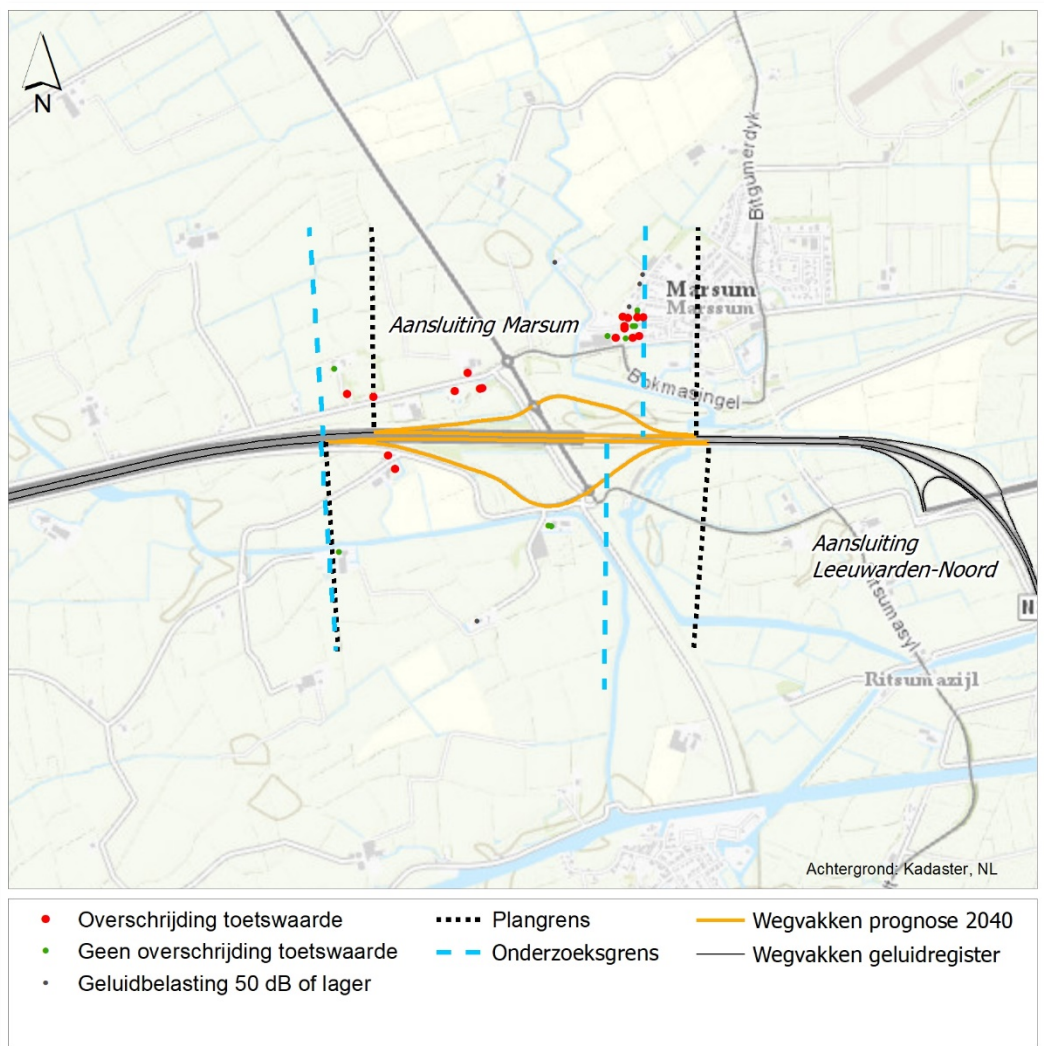 N
Bitgumerdyk
Marsum
Marssum
Aansluiting Marsum
Bokmasingel
Aansluiting
Leeuwarden-Noord
N
Ritsumazijl
Achtergrond: Kadaster, NL
Overschrijding toetswaarde
Geen overschrijding toetswaarde
Geluidbelasting 50 dB of lager
Plangrens
Onderzoeksgrens
Wegvakken prognose 2040
Wegvakken geluidregister